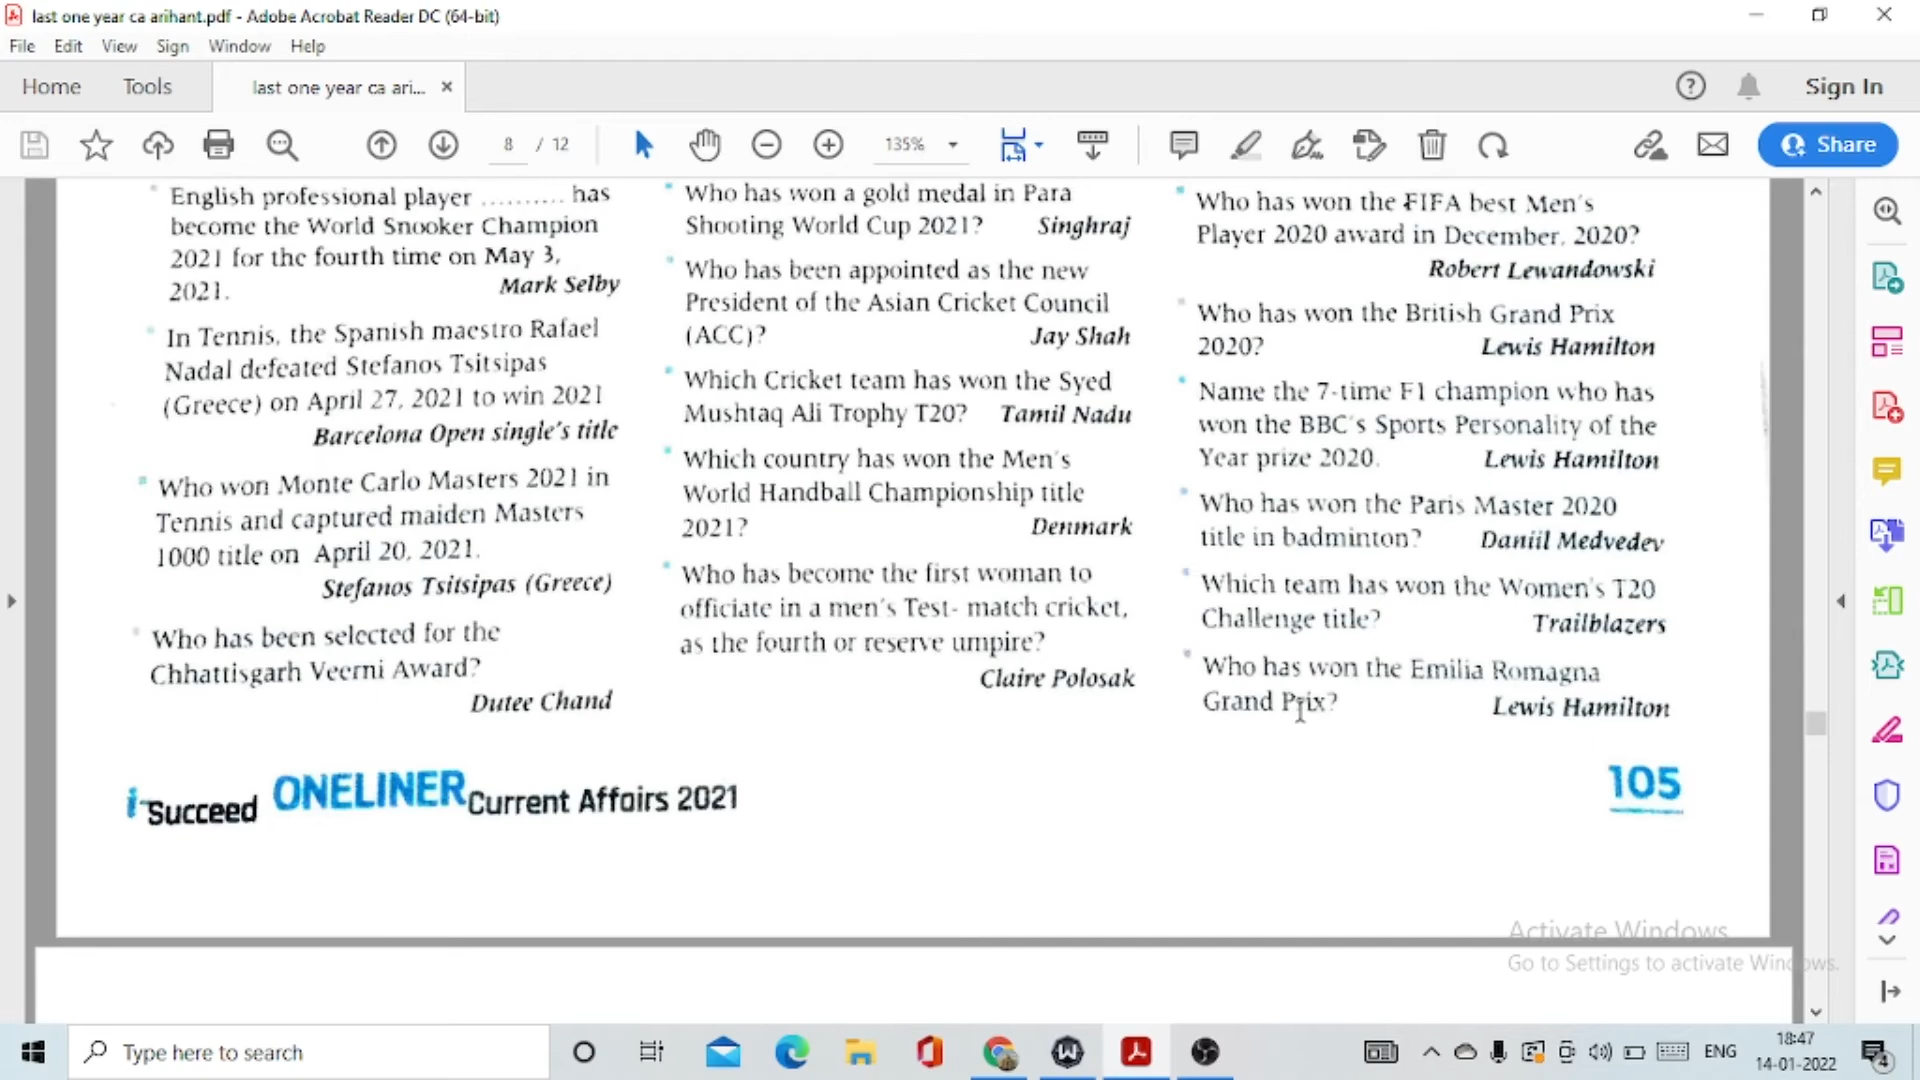 last one year ca arihant.pdf - Adobe Acrobat Reader DC (64-bit)
File Edit View Sign Window Help
Home Tools last one year ca ari... × Sign In
8 / 12 135% Share
English professional player .......... has
become the World Snooker Champion
2021 for the fourth time on May 3,
2021. Mark Selby
In Tennis, the Spanish maestro Rafael
Nadal defeated Stefanos Tsitsipas
(Greece) on April 27, 2021 to win 2021
Barcelona Open single's title
Who won Monte Carlo Masters 2021 in
Tennis and captured maiden Masters
1000 title on April 20, 2021.
Stefanos Tsitsipas (Greece)
Who has been selected for the
Chhattisgarh Veerni Award?
Dutee Chand
Who has won a gold medal in Para
Shooting World Cup 2021? Singhraj
Who has been appointed as the new
President of the Asian Cricket Council
(ACC)? Jay Shah
Which Cricket team has won the Syed
Mushtaq Ali Trophy T20? Tamil Nadu
Which country has won the Men's
World Handball Championship title
2021? Denmark
Who has become the first woman to
officiate in a men's Test- match cricket,
as the fourth or reserve umpire?
Claire Polosak
Who has won the FIFA best Men's
Player 2020 award in December, 2020?
Robert Lewandowski
Who has won the British Grand Prix
2020? Lewis Hamilton
Name the 7-time F1 champion who has
won the BBC's Sports Personality of the
Year prize 2020. Lewis Hamilton
Who has won the Paris Master 2020
title in badminton? Daniil Medvedev
Which team has won the Women's T20
Challenge title? Trailblazers
Who has won the Emilia Romagna
Grand Prix? Lewis Hamilton
i-Succeed ONELINER Current Affairs 2021 105
Activate Windows
Go to Settings to activate Windows.
Type here to search
ENG 18:47
14-01-2022
4